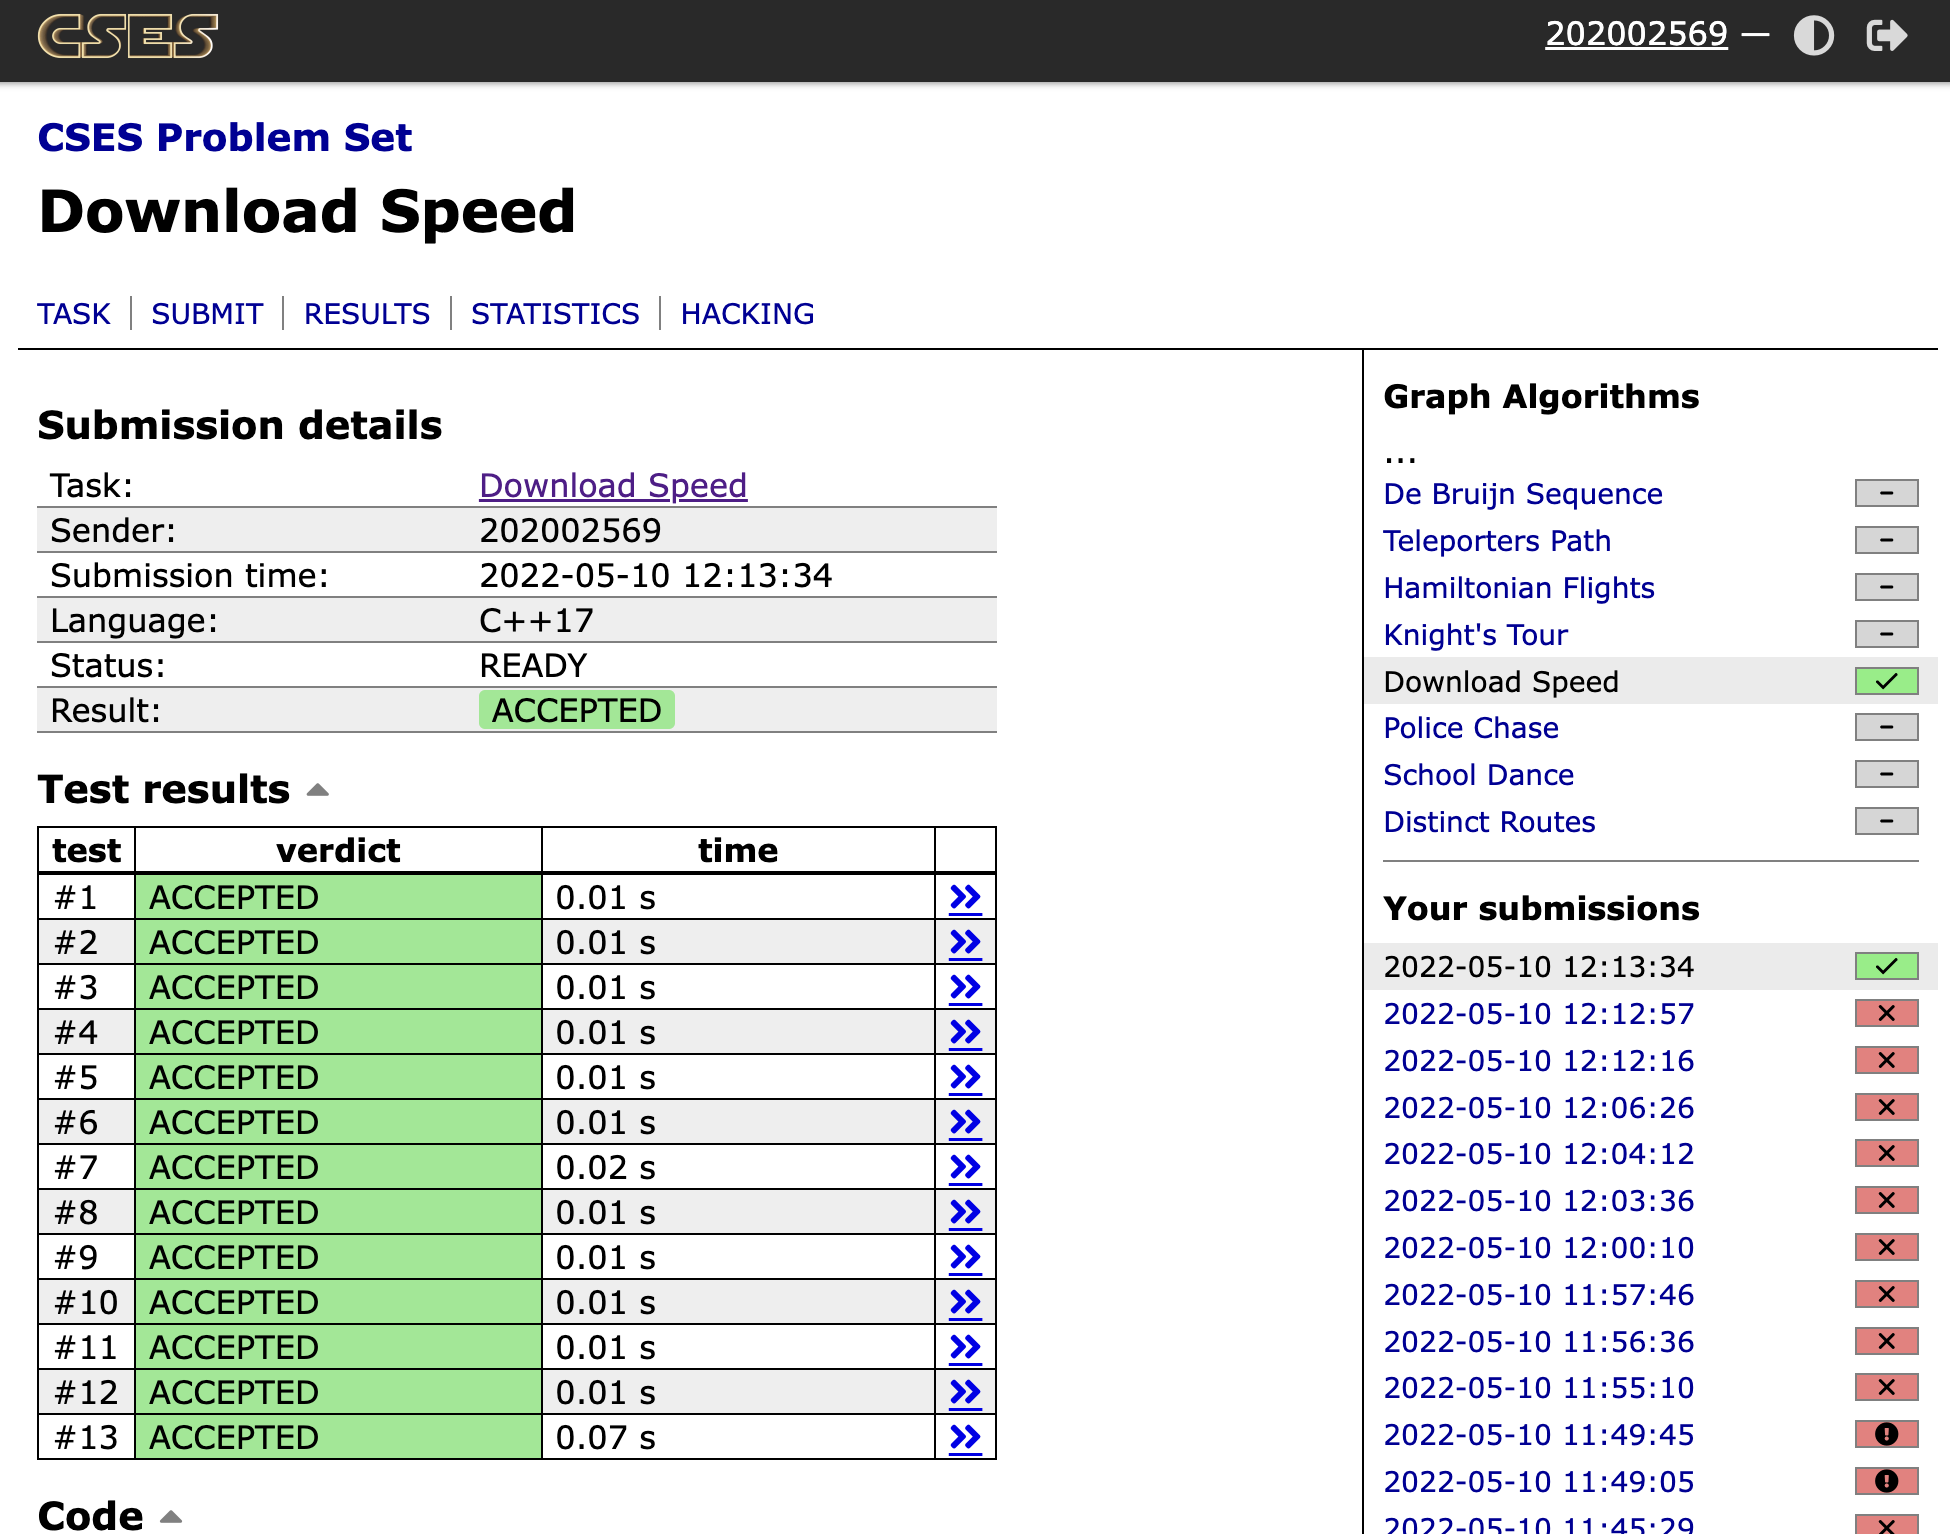 CSES
202002569 —
CSES Problem Set
Download Speed
TASK | SUBMIT | RESULTS | STATISTICS | HACKING
Submission details
Task: Download Speed
Sender: 202002569
Submission time: 2022-05-10 12:13:34
Language: C++17
Status: READY
Result: ACCEPTED
Test results
test verdict time
#1 ACCEPTED 0.01 s >>
#2 ACCEPTED 0.01 s >>
#3 ACCEPTED 0.01 s >>
#4 ACCEPTED 0.01 s >>
#5 ACCEPTED 0.01 s >>
#6 ACCEPTED 0.01 s >>
#7 ACCEPTED 0.02 s >>
#8 ACCEPTED 0.01 s >>
#9 ACCEPTED 0.01 s >>
#10 ACCEPTED 0.01 s >>
#11 ACCEPTED 0.01 s >>
#12 ACCEPTED 0.01 s >>
#13 ACCEPTED 0.07 s >>
Code
Graph Algorithms
...
De Bruijn Sequence –
Teleporters Path –
Hamiltonian Flights –
Knight's Tour –
Download Speed
Police Chase –
School Dance –
Distinct Routes –
Your submissions
2022-05-10 12:13:34
2022-05-10 12:12:57
2022-05-10 12:12:16
2022-05-10 12:06:26
2022-05-10 12:04:12
2022-05-10 12:03:36
2022-05-10 12:00:10
2022-05-10 11:57:46
2022-05-10 11:56:36
2022-05-10 11:55:10
2022-05-10 11:49:45
2022-05-10 11:49:05
2022-05-10 11:45:29